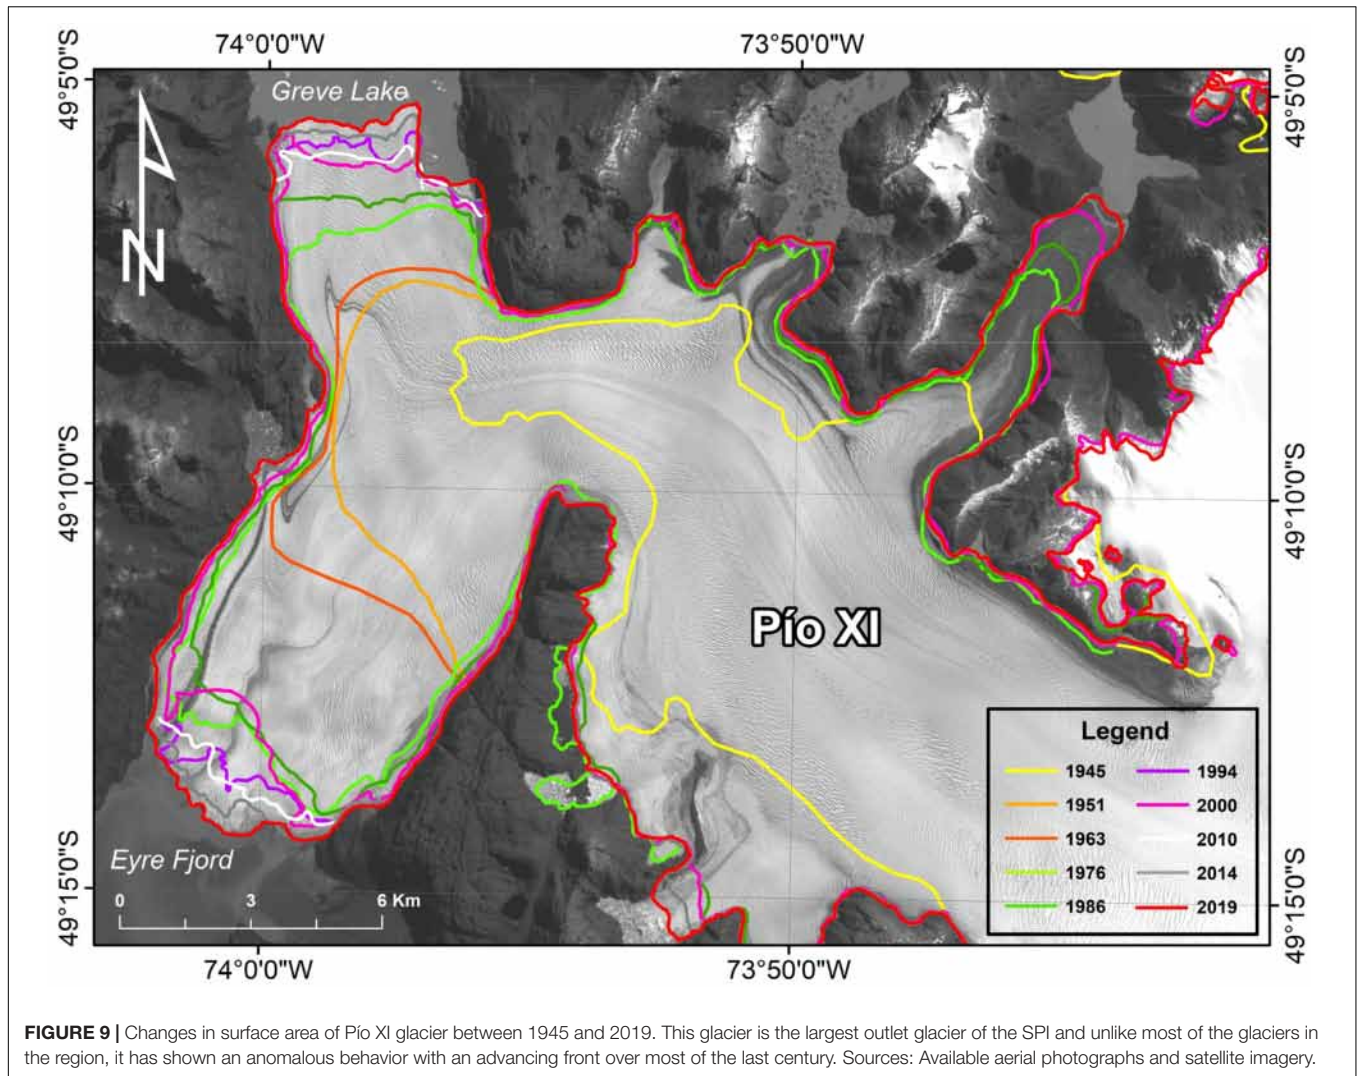 74°0'0"W 73°50'0"W
49°5'0"S
49°5'0"S
Greve Lake
N
49°10'0"S
49°10'0"S
Pío XI
Legend
1945 1994
1951 2000
1963 2010
1976 2014
1986 2019
Eyre Fjord
0 3 6 Km
49°15'0"S
49°15'0"S
74°0'0"W 73°50'0"W
FIGURE 9 | Changes in surface area of Pío XI glacier between 1945 and 2019. This glacier is the largest outlet glacier of the SPI and unlike most of the glaciers in
the region, it has shown an anomalous behavior with an advancing front over most of the last century. Sources: Available aerial photographs and satellite imagery.